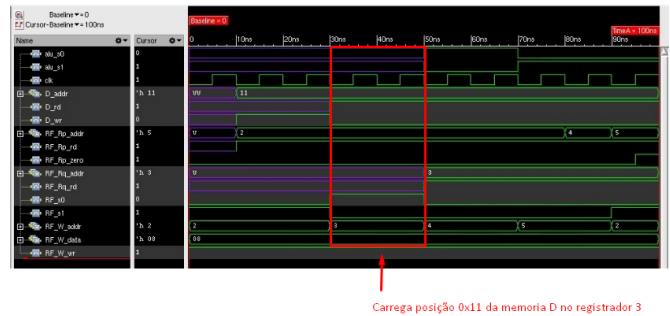 Baseline ▼= 0
Cursor-Baseline ▼= 100ns
Baseline = 0
TimeA = 100ns
Name
Cursor
0
10ns
20ns
30ns
40ns
50ns
60ns
70ns
80ns
90ns
alu_s0
0
alu_s1
1
clk
1
D_addr
'h 11
UU
11
D_rd
1
D_wr
0
RF_Rp_addr
'h 5
U
2
4
5
RF_Rp_rd
1
RF_Rp_zero
1
RF_Rq_addr
'h 3
U
3
RF_Rq_rd
1
RF_s0
0
RF_s1
1
RF_W_addr
'h 2
2
3
4
5
2
RF_W_data
'h 00
00
RF_W_wr
1
Carrega posição 0x11 da memoria D no registrador 3